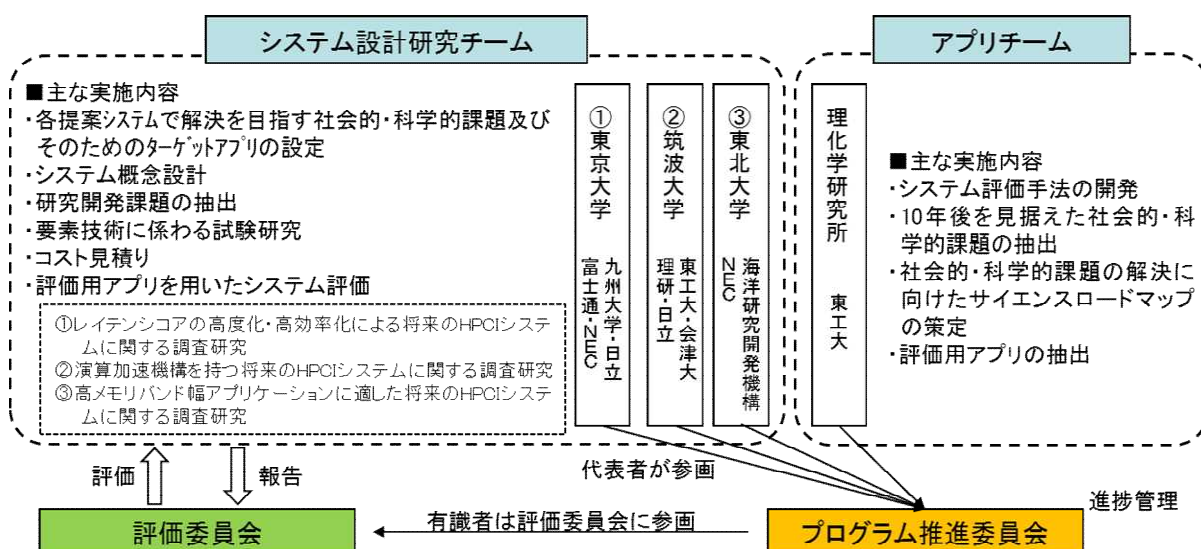 システム設計研究チーム
■主な実施内容
・各提案システムで解決を目指す社会的・科学的課題及び
そのためのターゲットアプリの設定
・システム概念設計
・研究開発課題の抽出
・要素技術に係わる試験研究
・コスト見積り
・評価用アプリを用いたシステム評価
①レイテンシコアの高度化・高効率化による将来のHPCIシステ
ムに関する調査研究
②演算加速機構を持つ将来のHPCIシステムに関する調査研究
③高メモリバンド幅アプリケーションに適した将来のHPCIシステ
ムに関する調査研究
①東京大学
九州大学・日立
富士通・NEC
②筑波大学
東工大・会津大
理研・日立
③東北大学
海洋研究開発機構
NEC
アプリチーム
理化学研究所 東工大
■主な実施内容
・システム評価手法の開発
・10年後を見据えた社会的・科
学的課題の抽出
・社会的・科学的課題の解決に
向けたサイエンスロードマップ
の策定
・評価用アプリの抽出
評価
報告
代表者が参画
進捗管理
評価委員会
有識者は評価委員会に参画
プログラム推進委員会